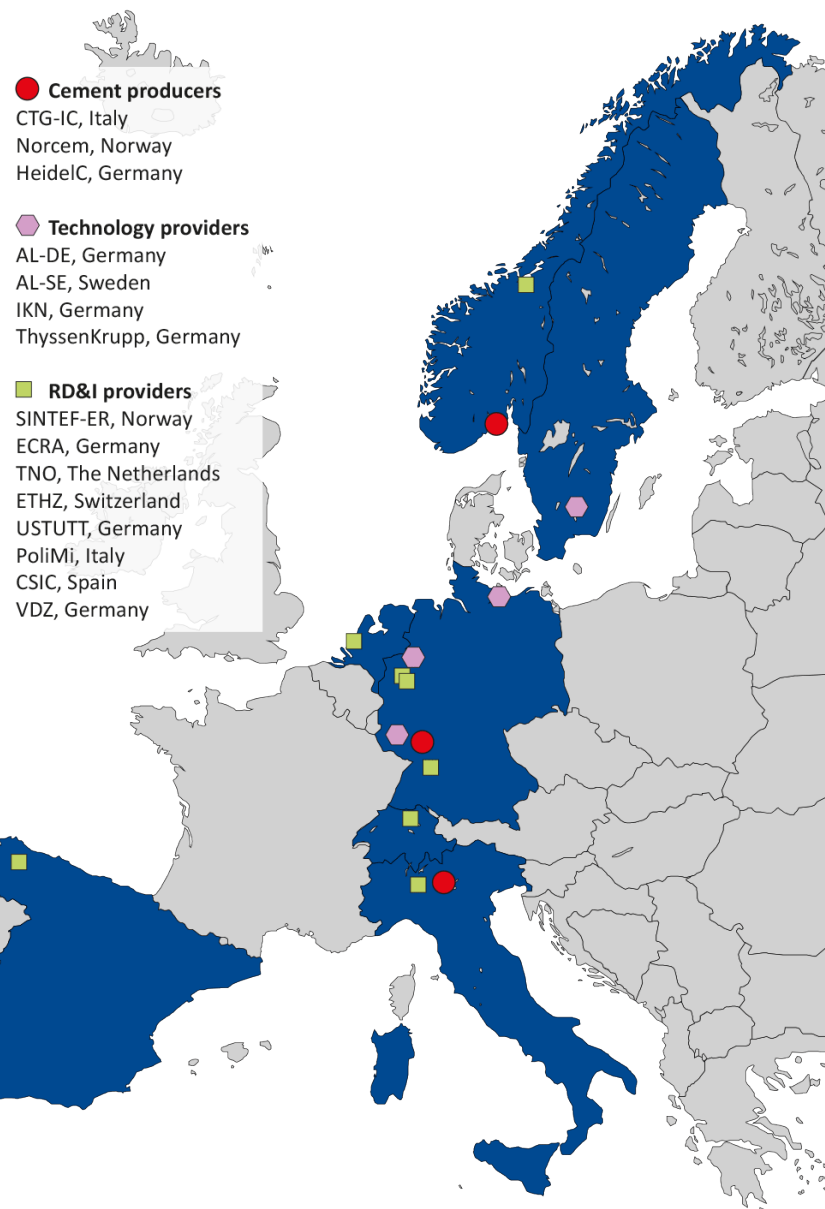 Cement producers
CTG-IC, Italy
Norcem, Norway
HeidelC, Germany
Technology providers
AL-DE, Germany
AL-SE, Sweden
IKN, Germany
ThyssenKrupp, Germany
RD&I providers
SINTEF-ER, Norway
ECRA, Germany
TNO, The Netherlands
ETHZ, Switzerland
USTUTT, Germany
PoliMi, Italy
CSIC, Spain
VDZ, Germany